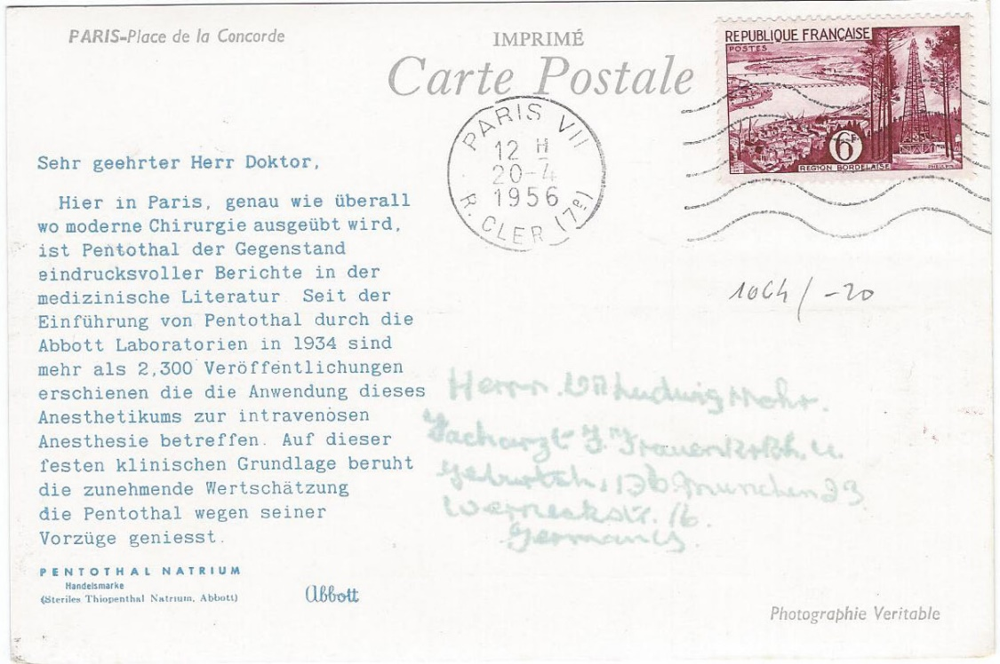 PARIS-Place de la Concorde
IMPRIMÉ
Carte Postale
REPUBLIQUE FRANÇAISE
POSTES
6F
REGION BORDELAISE
PARIS VII
12 H
20-4
1956
R. CLER (7e)
Sehr geehrter Herr Doktor,
Hier in Paris, genau wie überall
wo moderne Chirurgie ausgeübt wird,
ist Pentothal der Gegenstand
eindrucksvoller Berichte in der
medizinische Literatur. Seit der
Einführung von Pentothal durch die
Abbott Laboratorien in 1934 sind
mehr als 2,300 Veröffentlichungen
erschienen die die Anwendung dieses
Anesthetikums zur intravenösen
Anesthesie betreffen. Auf dieser
festen klinischen Grundlage beruht
die zunehmende Wertschätzung
die Pentothal wegen seiner
Vorzüge geniesst.
PENTOTHAL NATRIUM
Handelsmarke
(Steriles Thiopenthal Natrium, Abbott)
Abbott
1064/-20
Herrn Ludwig Mohr.
Facharzt f. Frauenkrkh. u.
Geburtsh., 13b München 23
Werneckstr. 16.
Germany.
Photographie Veritable